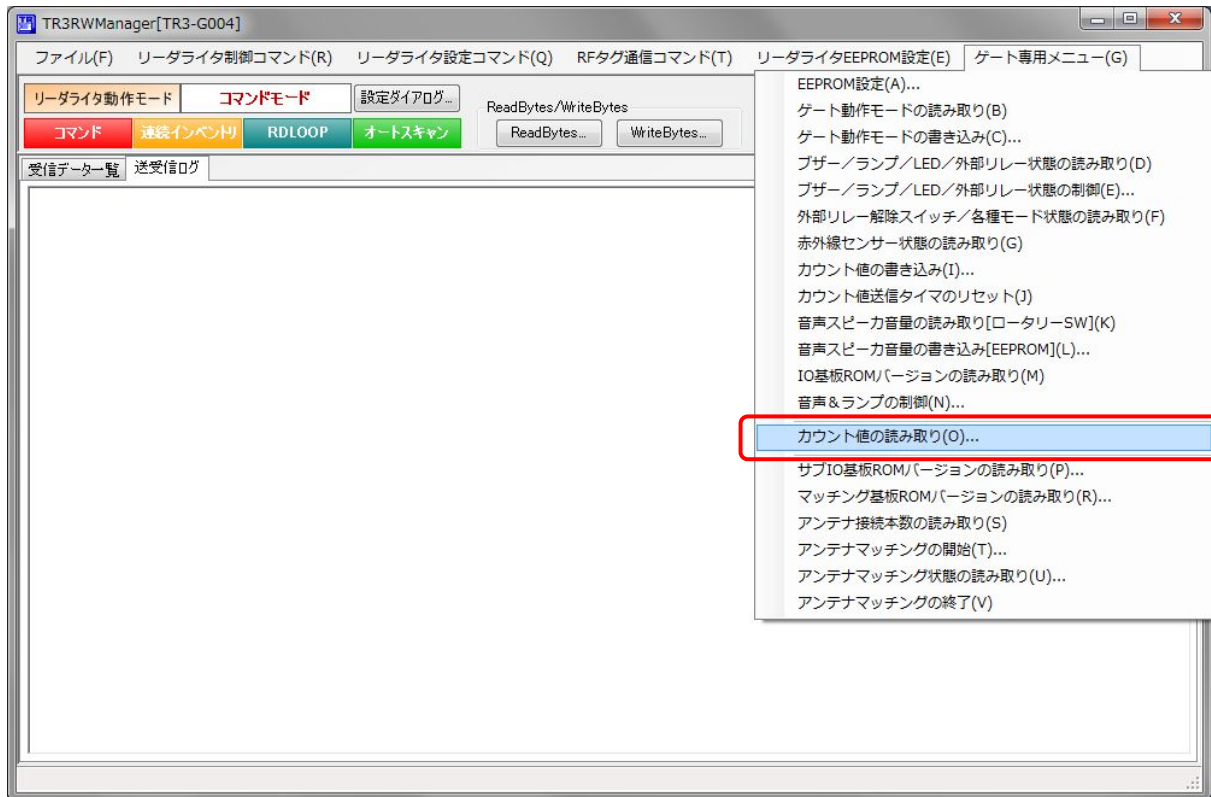 TR3RWManager[TR3-G004]
ファイル(F) リーダライタ制御コマンド(R) リーダライタ設定コマンド(Q) RFタグ通信コマンド(T) リーダライタEEPROM設定(E) ゲート専用メニュー(G)
リーダライタ動作モード コマンドモード 設定ダイアログ...
コマンド 連続インベントリ RDLOOP オートスキャン
ReadBytes/WriteBytes
ReadBytes... WriteBytes...
受信データ一覧 送受信ログ
EEPROM設定(A)...
ゲート動作モードの読み取り(B)
ゲート動作モードの書き込み(C)...
ブザー/ランプ/LED/外部リレー状態の読み取り(D)
ブザー/ランプ/LED/外部リレー状態の制御(E)...
外部リレー解除スイッチ/各種モード状態の読み取り(F)
赤外線センサー状態の読み取り(G)
カウント値の書き込み(I)...
カウント値送信タイマのリセット(J)
音声スピーカ音量の読み取り[ロータリーSW](K)
音声スピーカ音量の書き込み[EEPROM](L)...
IO基板ROMバージョンの読み取り(M)
音声&ランプの制御(N)...
カウント値の読み取り(O)...
サブIO基板ROMバージョンの読み取り(P)...
マッチング基板ROMバージョンの読み取り(R)...
アンテナ接続本数の読み取り(S)
アンテナマッチングの開始(T)...
アンテナマッチング状態の読み取り(U)...
アンテナマッチングの終了(V)